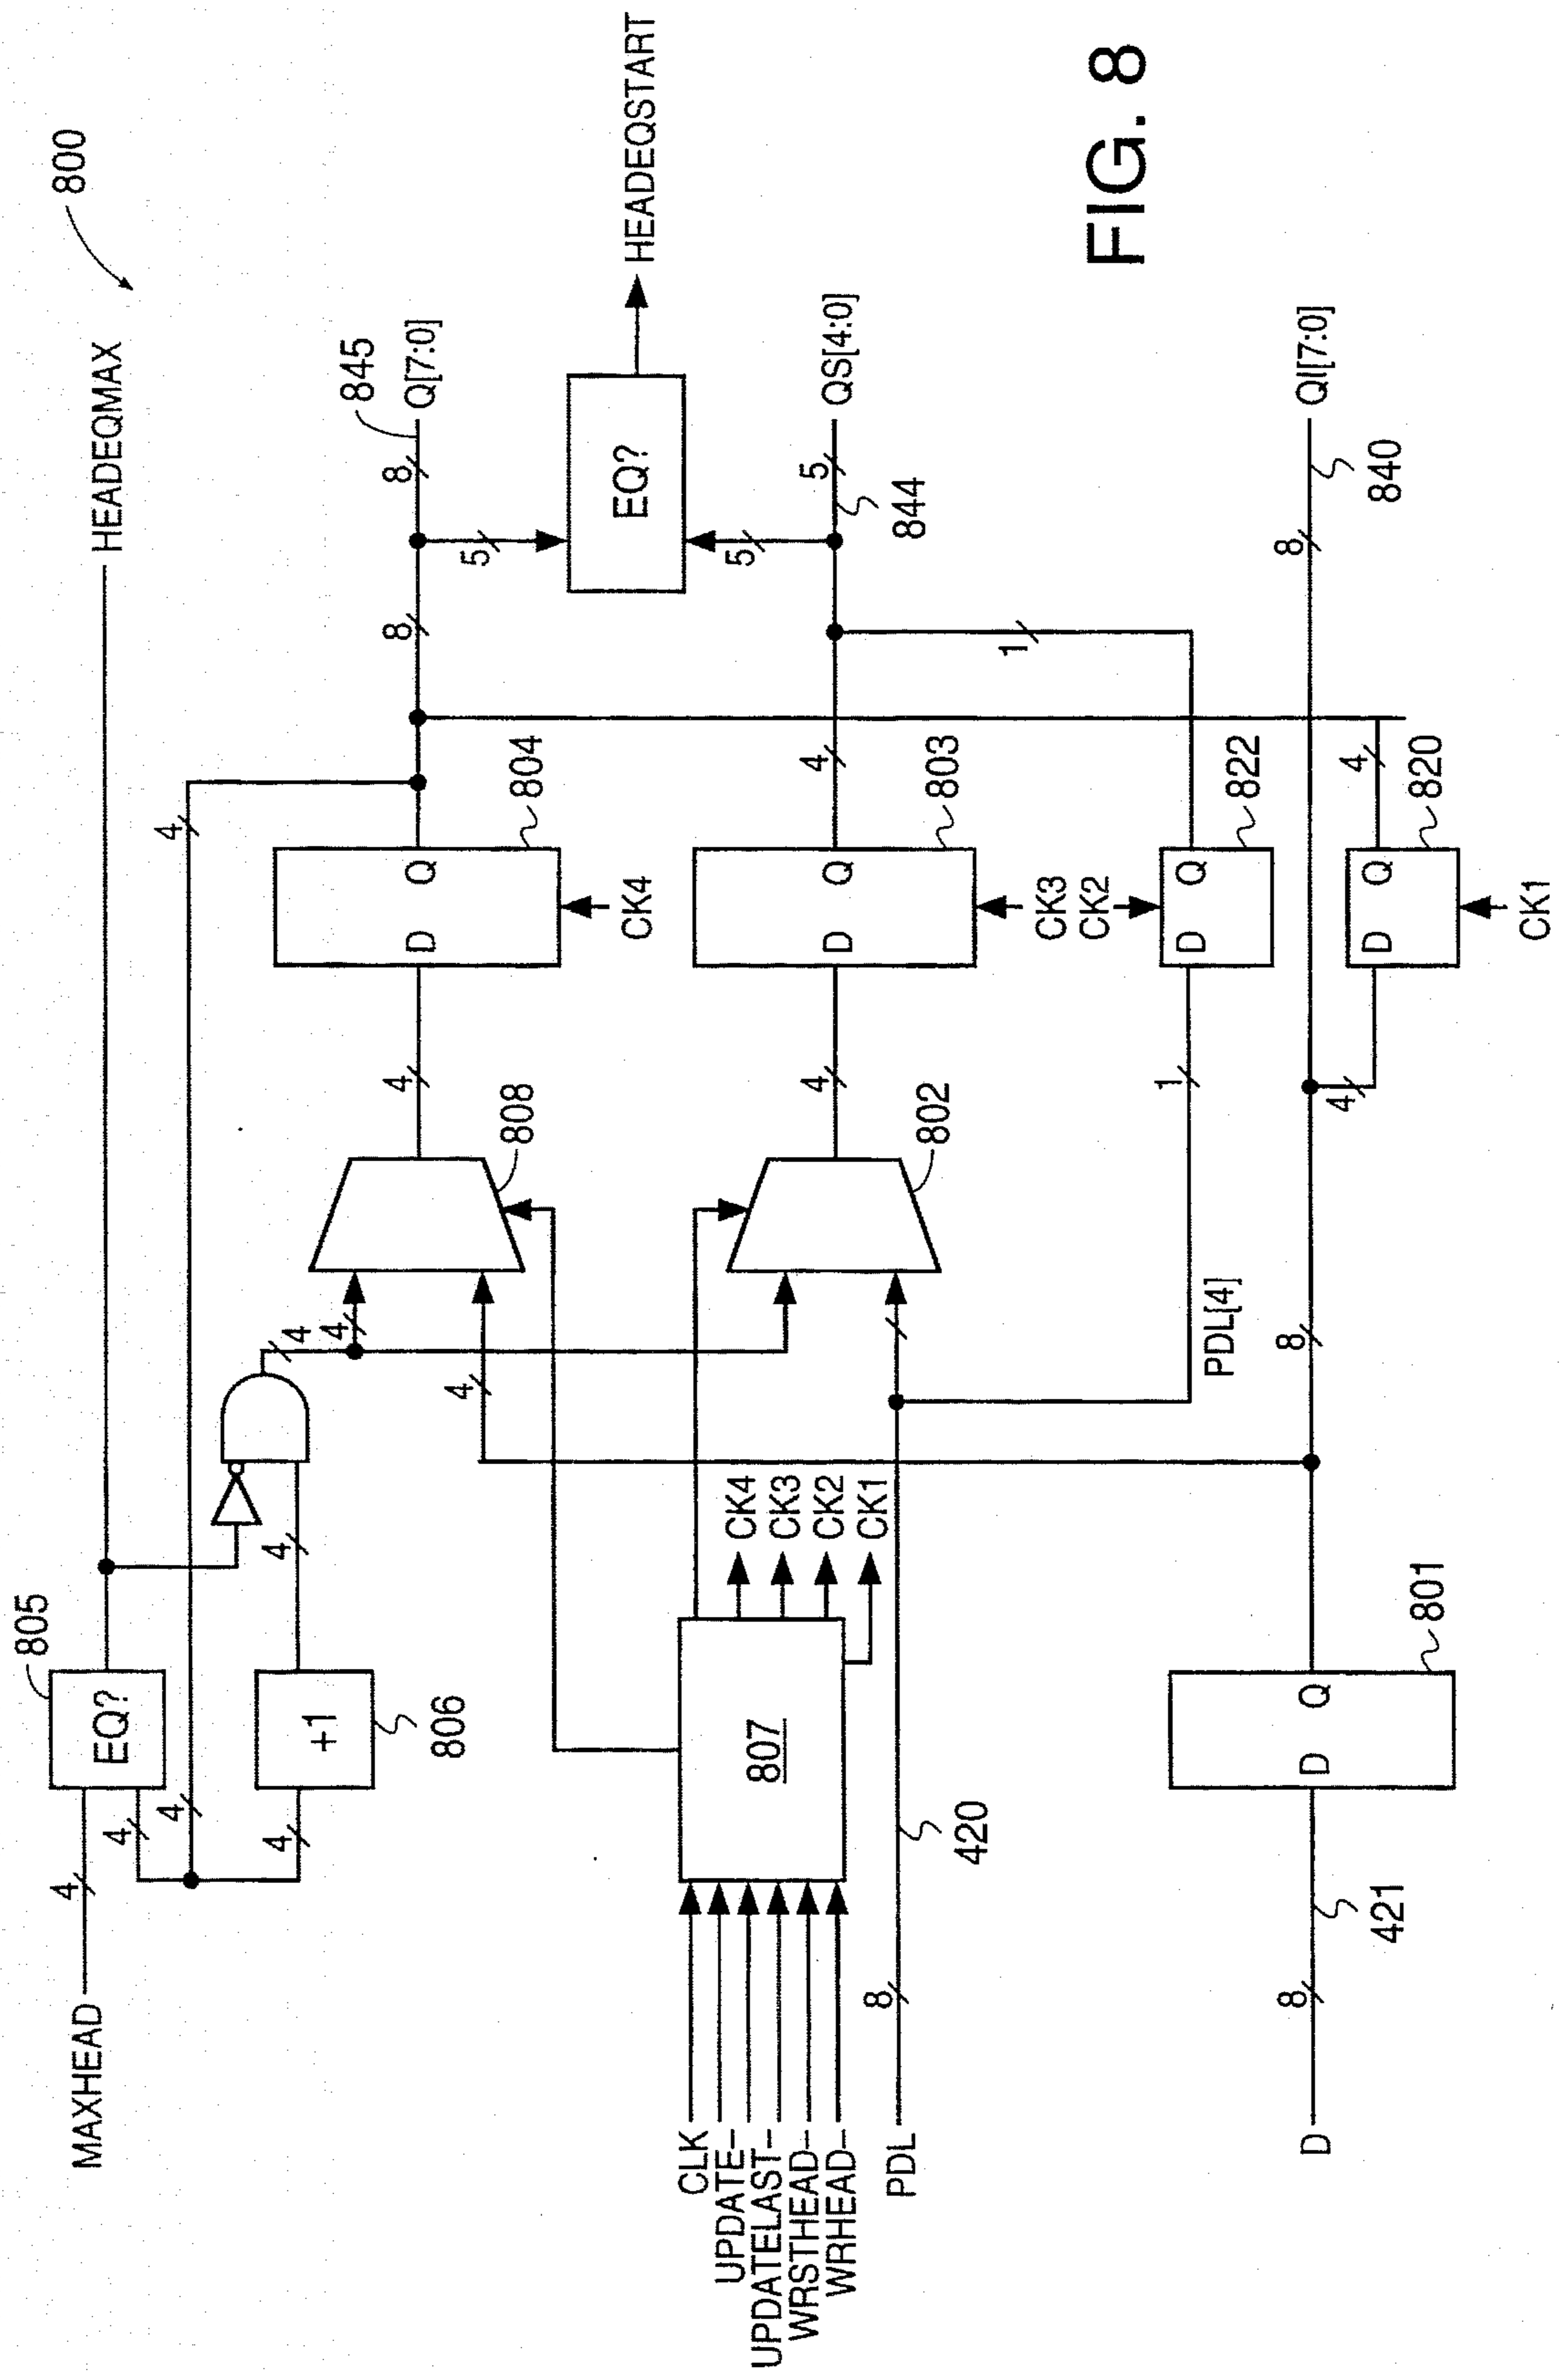 800
HEADEQMAX
805
EQ?
MAXHEAD
4
4
4
4
+1
806
4
4
4
4
4
808
4
D
Q
804
CK4
8
845
8
Q[7:0]
5
EQ?
HEADEQSTART
5
CLK
UPDATE-
UPDATELAST-
WRSTHEAD-
WRHEAD-
807
CK4
CK3
CK2
CK1
802
4
D
Q
803
CK3
4
844
5
QS[4:0]
PDL
8
420
PDL[4]
1
CK2
D
Q
822
1
D
8
421
D
Q
801
8
4
D
Q
820
CK1
4
8
840
QI[7:0]
FIG. 8